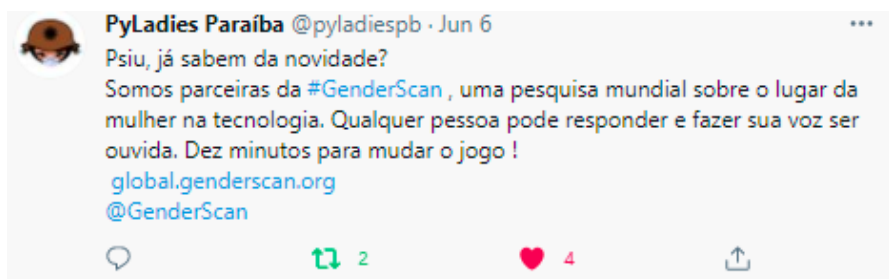 PyLadies Paraíba @pyladiespb · Jun 6
Psiu, já sabem da novidade?
Somos parceiras da #GenderScan , uma pesquisa mundial sobre o lugar da
mulher na tecnologia. Qualquer pessoa pode responder e fazer sua voz ser
ouvida. Dez minutos para mudar o jogo !
global.genderscan.org
@GenderScan
2 4